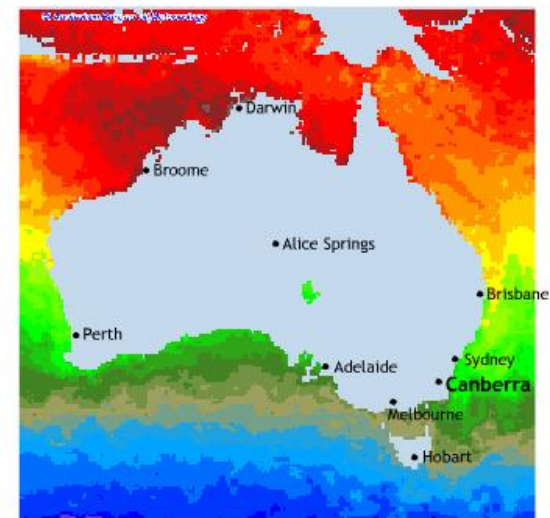 Darwin
Broome
Alice Springs
Brisbane
Perth
Sydney
Adelaide
Canberra
Melbourne
Hobart